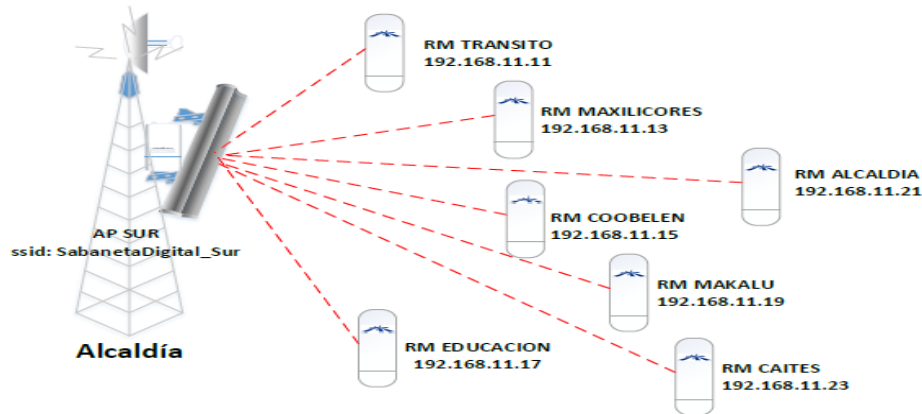 RM TRANSITO
192.168.11.11
RM MAXILICORES
192.168.11.13
RM ALCALDIA
192.168.11.21
RM COOBELEN
192.168.11.15
AP SUR
ssid: SabanetaDigital_Sur
RM MAKALU
192.168.11.19
Alcaldía
RM EDUCACION
192.168.11.17
RM CAITES
192.168.11.23